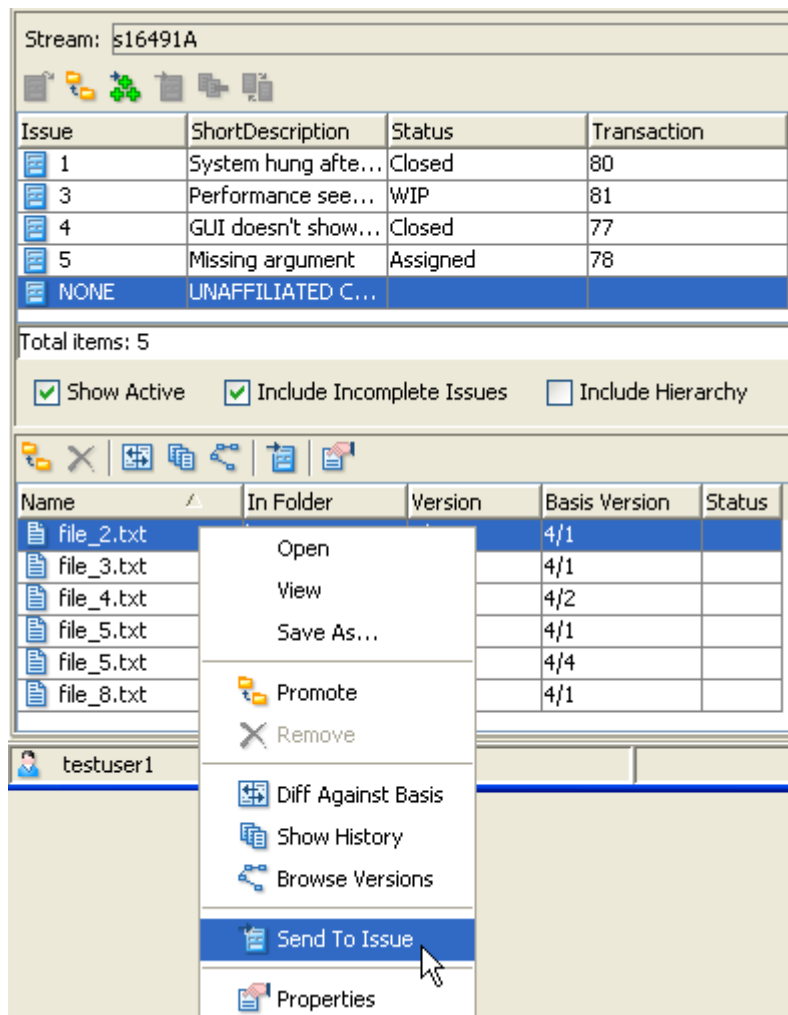 Stream: s16491A
Issue ShortDescription Status Transaction
1 System hung afte... Closed 80
3 Performance see... WIP 81
4 GUI doesn't show... Closed 77
5 Missing argument Assigned 78
NONE UNAFFILIATED C...
Total items: 5
Show Active Include Incomplete Issues Include Hierarchy
Name In Folder Version Basis Version Status
file_2.txt 4/1
file_3.txt 4/1
file_4.txt 4/2
file_5.txt 4/1
file_5.txt 4/4
file_8.txt 4/1
Open
View
Save As...
Promote
Remove
Diff Against Basis
Show History
Browse Versions
Send To Issue
Properties
testuser1